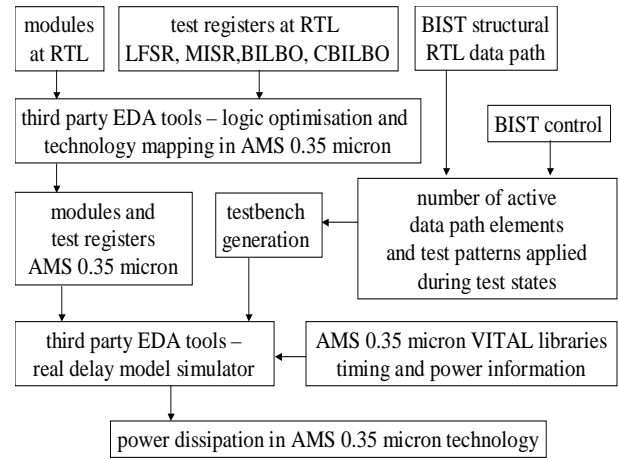 modules
at RTL
test registers at RTL
LFSR, MISR,BILBO, CBILBO
BIST structural
RTL data path
third party EDA tools – logic optimisation and
technology mapping in AMS 0.35 micron
BIST control
modules and
test registers
AMS 0.35 micron
testbench
generation
number of active
data path elements
and test patterns applied
during test states
third party EDA tools –
real delay model simulator
AMS 0.35 micron VITAL libraries
timing and power information
power dissipation in AMS 0.35 micron technology